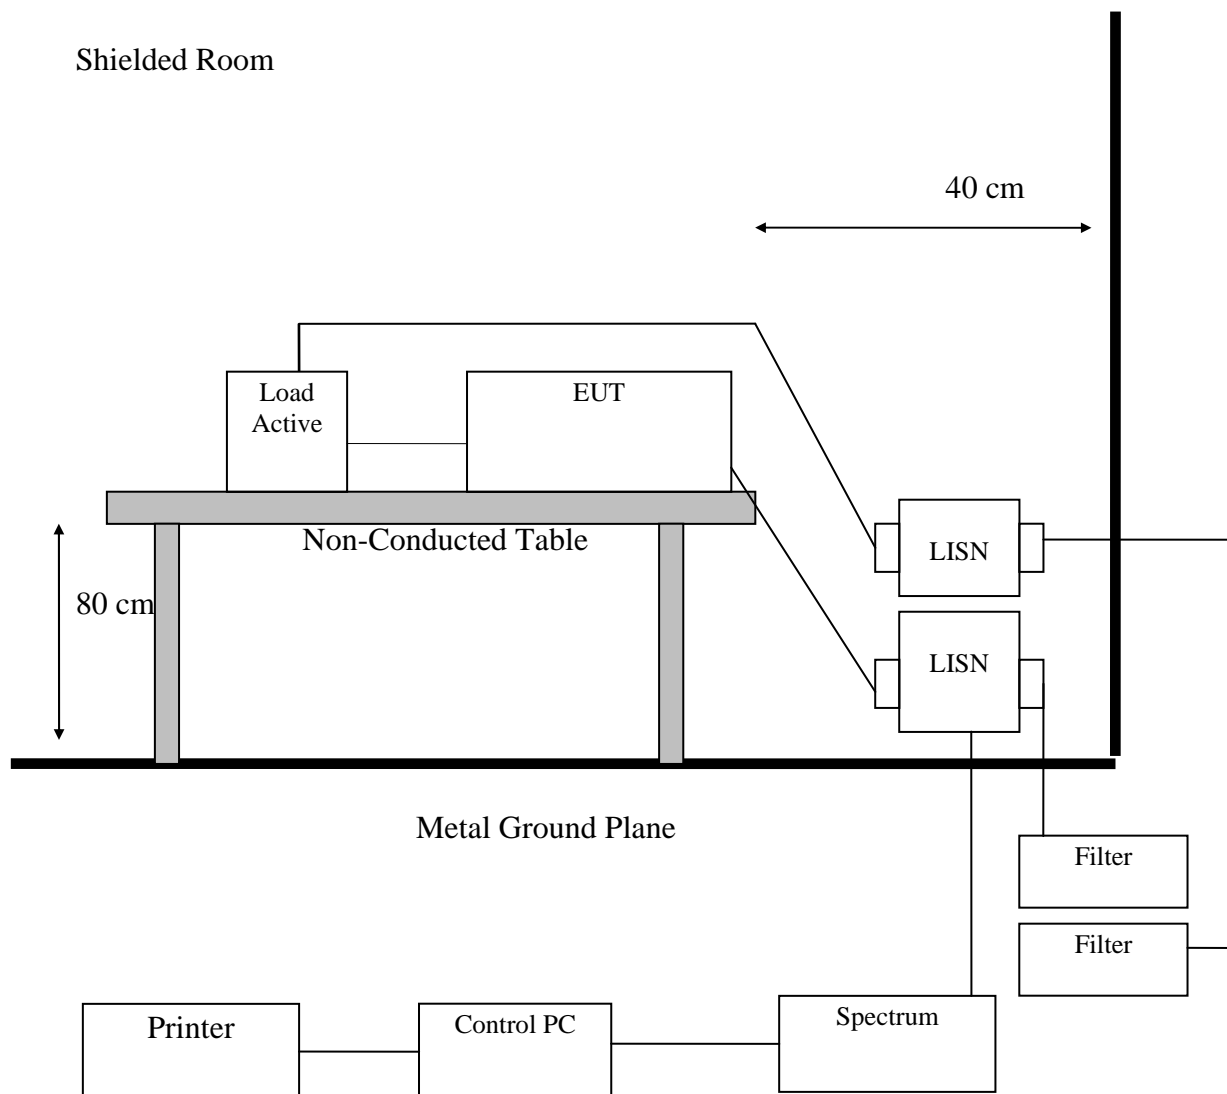 Shielded Room
40 cm
Load
Active
EUT
Non-Conducted Table
LISN
80 cm
LISN
Metal Ground Plane
Filter
Filter
Printer
Control PC
Spectrum